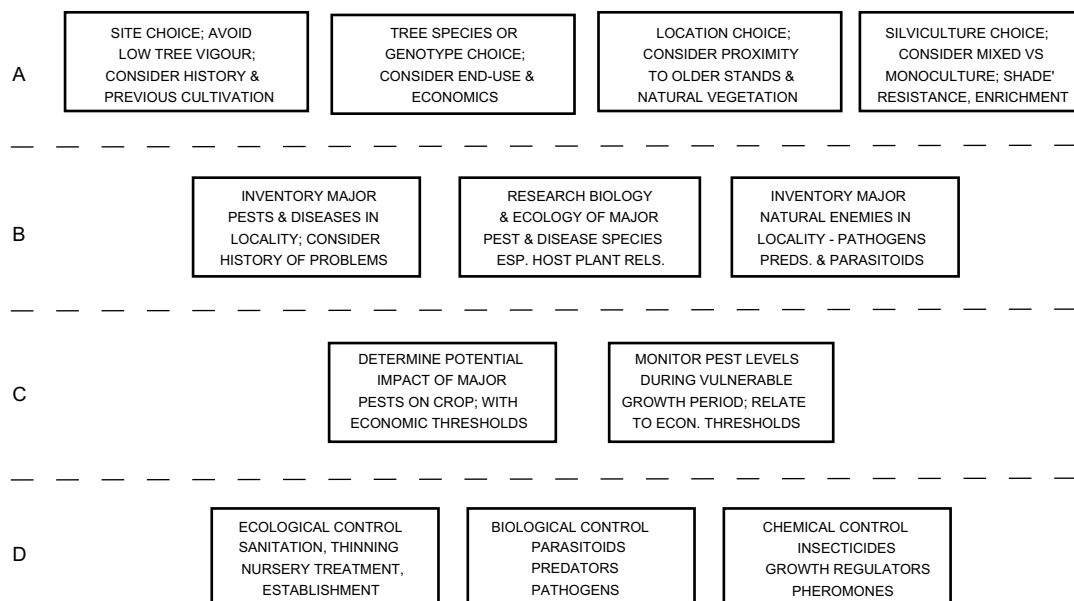 A
SITE CHOICE; AVOID
LOW TREE VIGOUR;
CONSIDER HISTORY &
PREVIOUS CULTIVATION
TREE SPECIES OR
GENOTYPE CHOICE;
CONSIDER END-USE &
ECONOMICS
LOCATION CHOICE;
CONSIDER PROXIMITY
TO OLDER STANDS &
NATURAL VEGETATION
SILVICULTURE CHOICE;
CONSIDER MIXED VS
MONOCULTURE; SHADE'
RESISTANCE, ENRICHMENT
B
INVENTORY MAJOR
PESTS & DISEASES IN
LOCALITY; CONSIDER
HISTORY OF PROBLEMS
RESEARCH BIOLOGY
& ECOLOGY OF MAJOR
PEST & DISEASE SPECIES
ESP. HOST PLANT RELS.
INVENTORY MAJOR
NATURAL ENEMIES IN
LOCALITY - PATHOGENS
PREDS. & PARASITOIDS
C
DETERMINE POTENTIAL
IMPACT OF MAJOR
PESTS ON CROP; WITH
ECONOMIC THRESHOLDS
MONITOR PEST LEVELS
DURING VULNERABLE
GROWTH PERIOD; RELATE
TO ECON. THRESHOLDS
D
ECOLOGICAL CONTROL
SANITATION, THINNING
NURSERY TREATMENT,
ESTABLISHMENT
BIOLOGICAL CONTROL
PARASITOIDS
PREDATORS
PATHOGENS
CHEMICAL CONTROL
INSECTICIDES
GROWTH REGULATORS
PHEROMONES